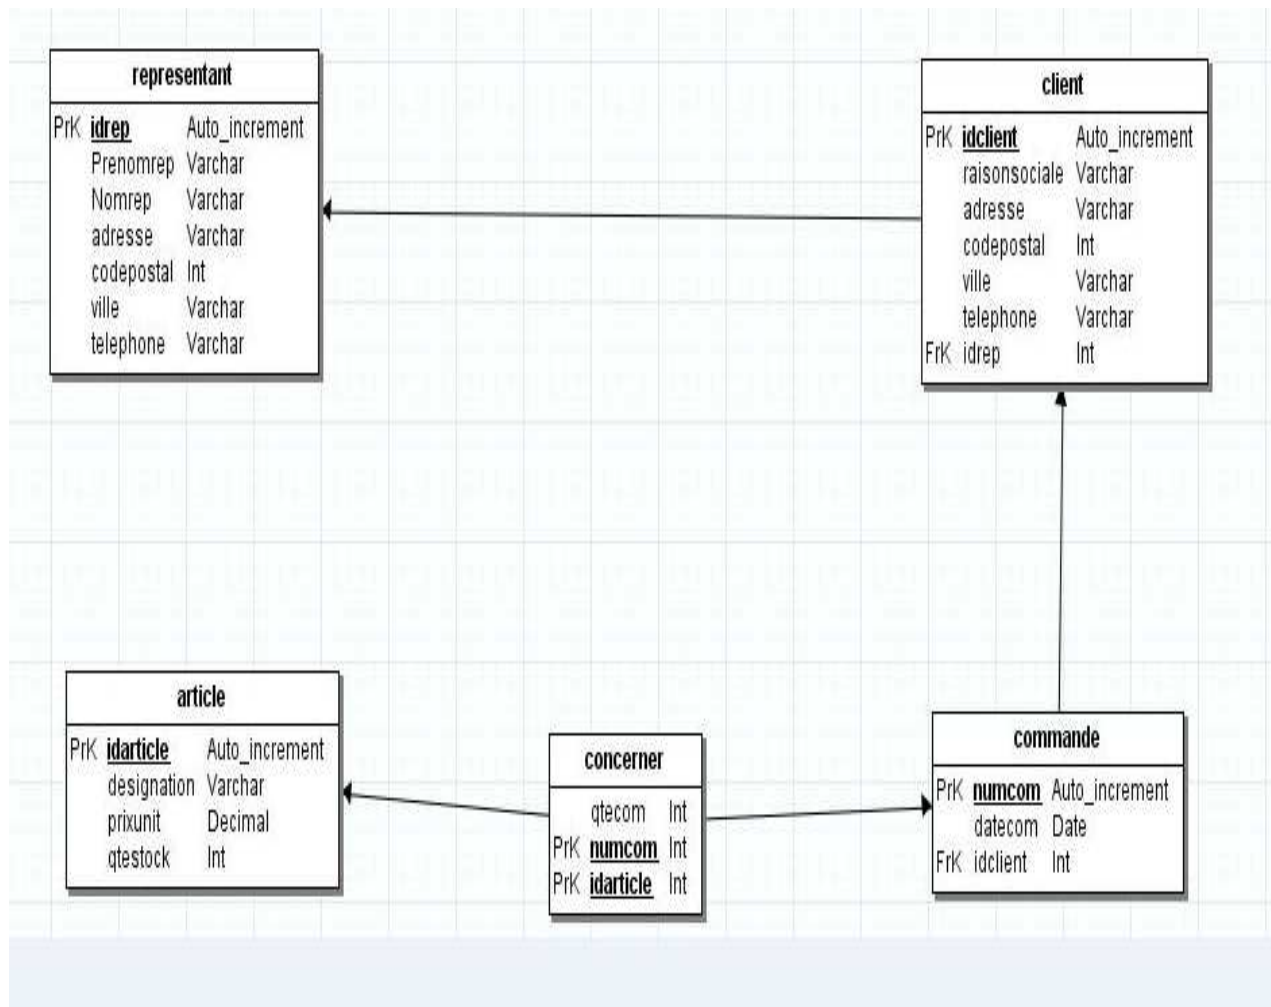 representant
PrK idrep Auto_increment
Prenomrep Varchar
Nomrep Varchar
adresse Varchar
codepostal Int
ville Varchar
telephone Varchar
client
PrK idclient Auto_increment
raisonsociale Varchar
adresse Varchar
codepostal Int
ville Varchar
telephone Varchar
FrK idrep Int
article
PrK idarticle Auto_increment
designation Varchar
prixunit Decimal
qtestock Int
concerner
qtecom Int
PrK numcom Int
PrK idarticle Int
commande
PrK numcom Auto_increment
datecom Date
FrK idclient Int